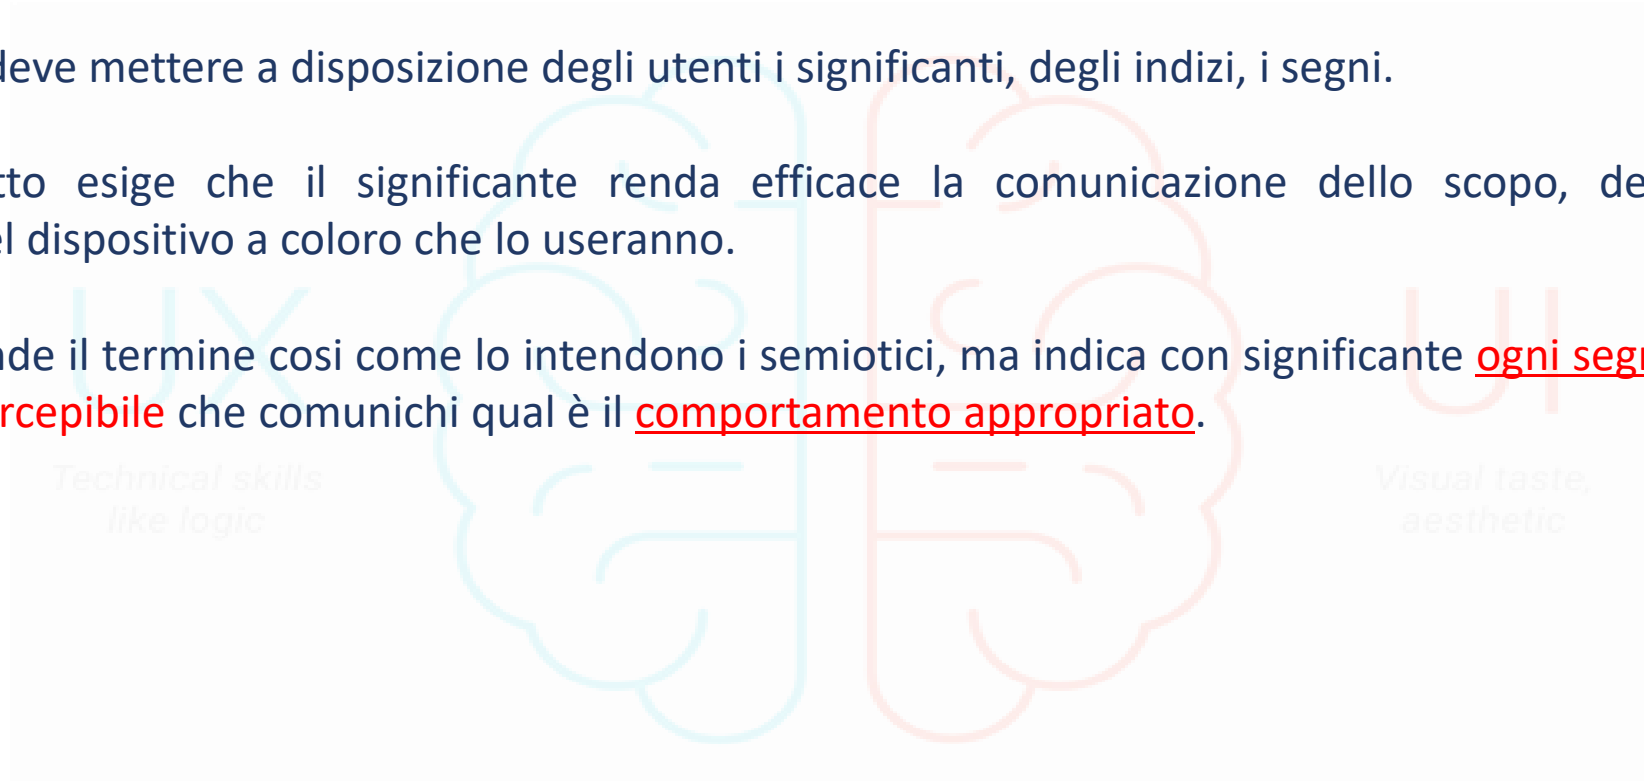 deve mettere a disposizione degli utenti i significanti, degli indizi, i segni.
tto esige che il significante renda efficace la comunicazione dello scopo, de
el dispositivo a coloro che lo useranno.
nde il termine cosi come lo intendono i semiotici, ma indica con significante ogni segn
rcepibile che comunichi qual è il comportamento appropriato.
UX
UI
Technical skills
like logic
Visual taste,
aesthetic